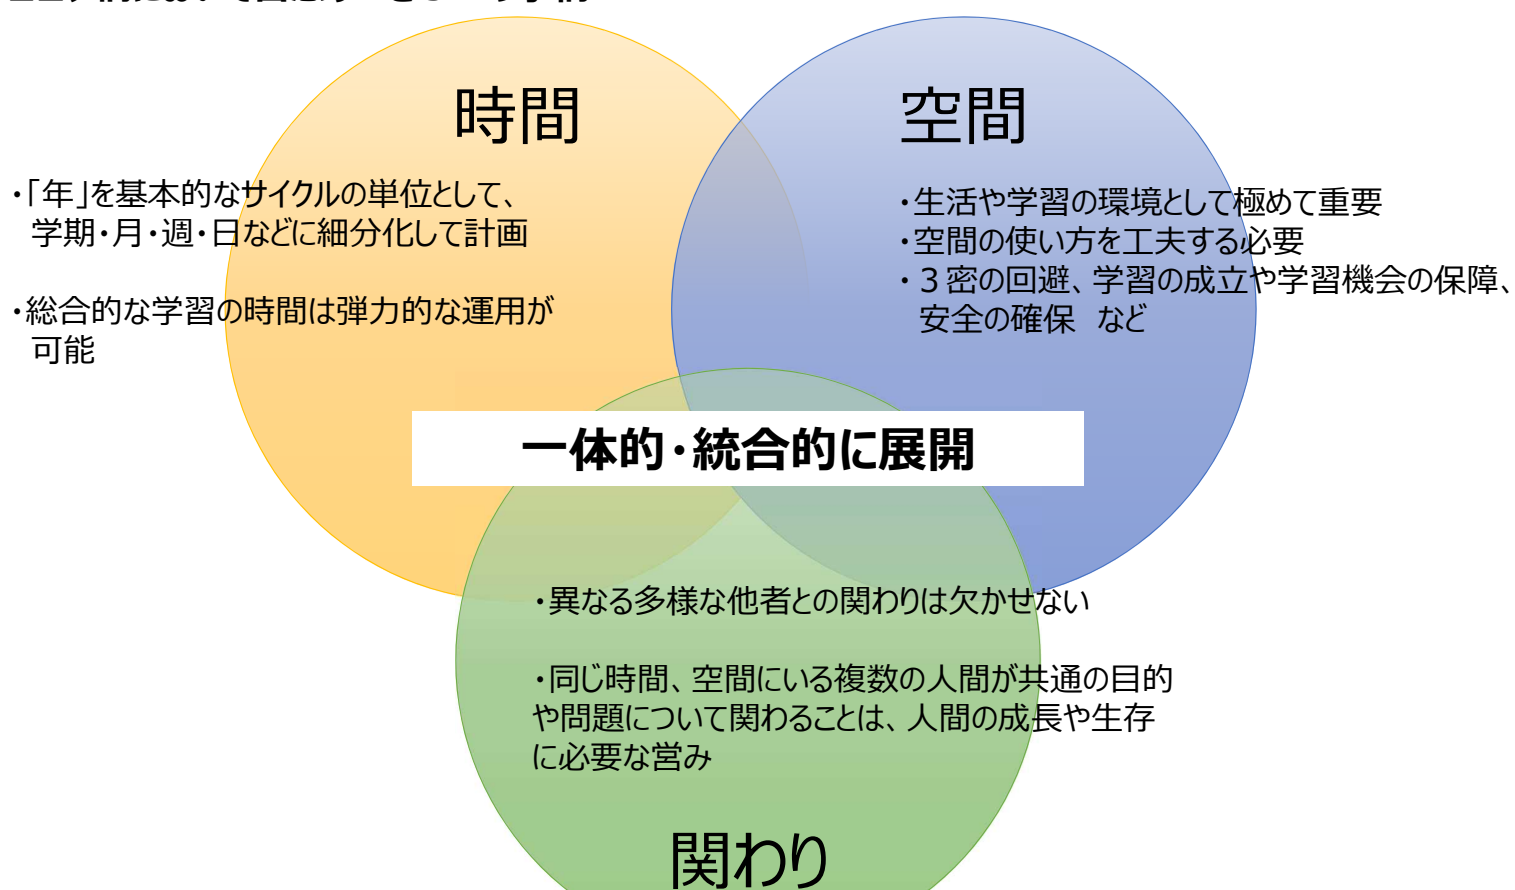 時間
・「年」を基本的なサイクルの単位として、
学期・月・週・日などに細分化して計画
・総合的な学習の時間は弾力的な運用が
可能
空間
・生活や学習の環境として極めて重要
・空間の使い方を工夫する必要
・３密の回避、学習の成立や学習機会の保障、
安全の確保　など
一体的・統合的に展開
・異なる多様な他者との関わりは欠かせない
・同じ時間、空間にいる複数の人間が共通の目的
や問題について関わることは、人間の成長や生存
に必要な営み
関わり